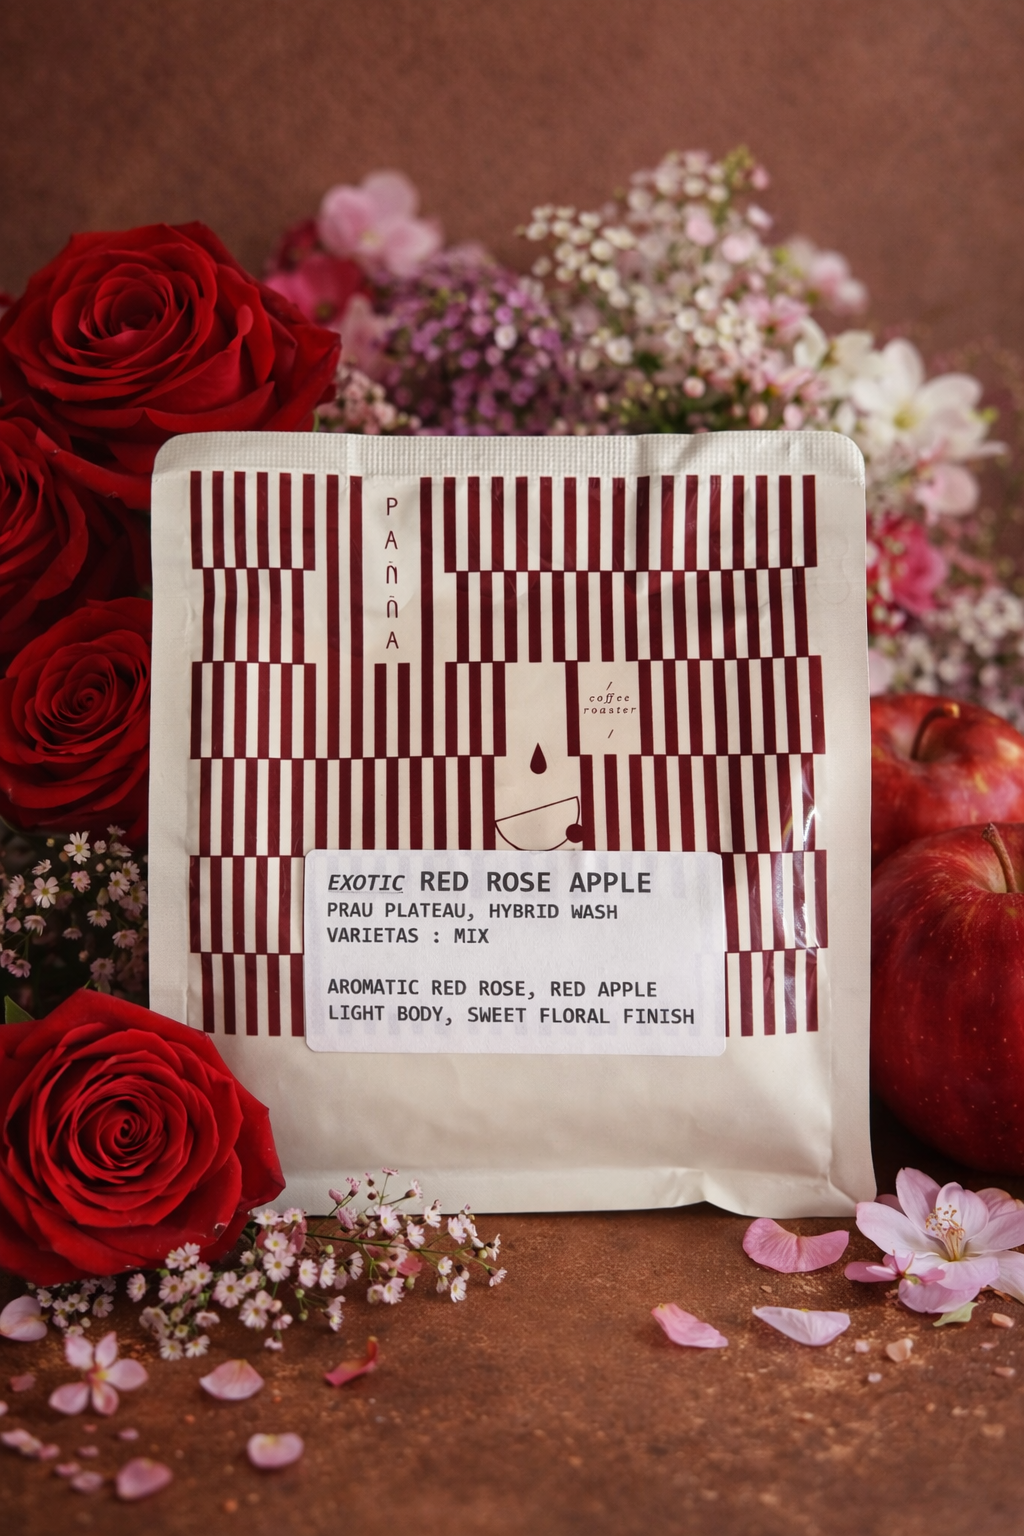 PAÑÑA
/
coffee
roaster
/
EXOTIC RED ROSE APPLE
PRAU PLATEAU, HYBRID WASH
VARIETAS : MIX
AROMATIC RED ROSE, RED APPLE
LIGHT BODY, SWEET FLORAL FINISH